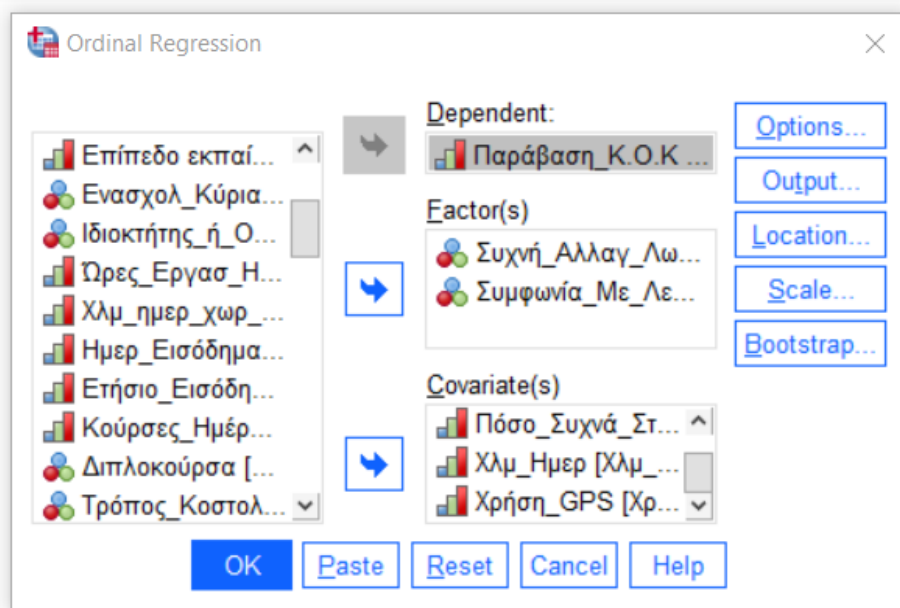 Ordinal Regression
Επίπεδο εκπαί...
Ενασχολ_Κύρια...
Ιδιοκτήτης_ή_Ο...
Ώρες_Εργασ_Η...
Χλμ_ημερ_χωρ_...
Ημερ_Εισόδημα...
Ετήσιο_Εισόδη...
Κούρσες_Ημέρ...
Διπλοκούρσα [...
Τρόπος_Κοστολ...
Dependent:
Παράβαση_Κ.Ο.Κ ...
Factor(s)
Συχνή_Αλλαγ_Λω...
Συμφωνία_Με_Λε...
Covariate(s)
Πόσο_Συχνά_Στ...
Χλμ_Ημερ [Χλμ_...
Χρήση_GPS [Χρ...
Options...
Output...
Location...
Scale...
Bootstrap...
OK
Paste
Reset
Cancel
Help